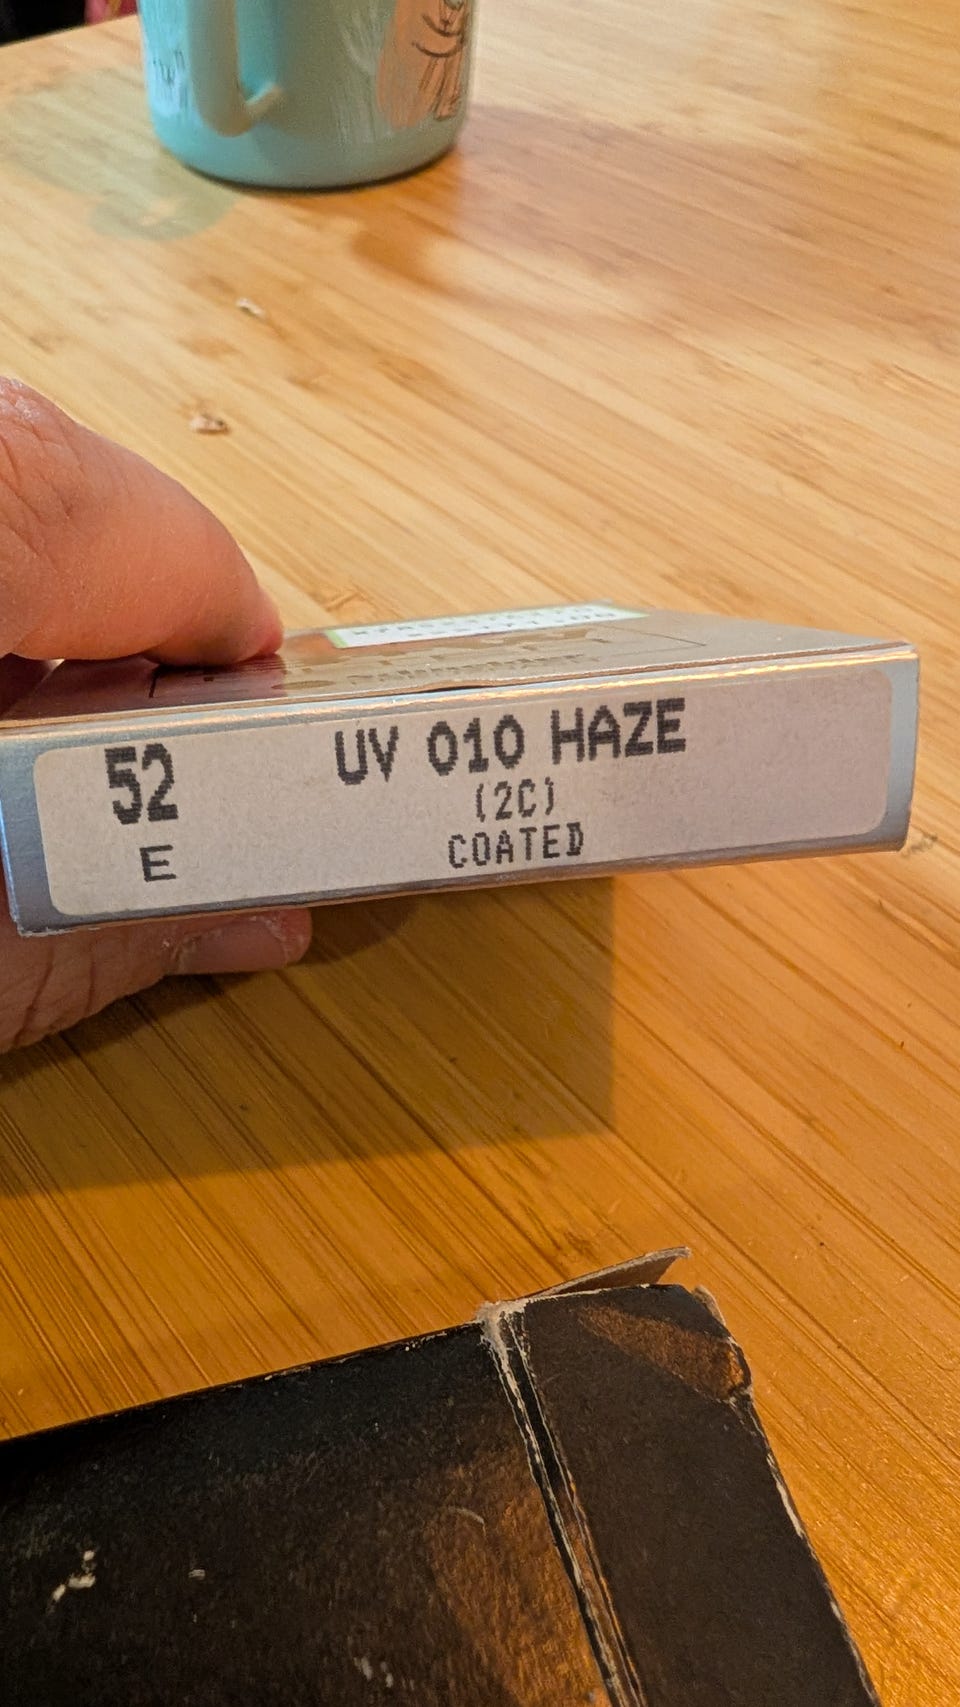 52 UV 010 HAZE
(2C)
E COATED